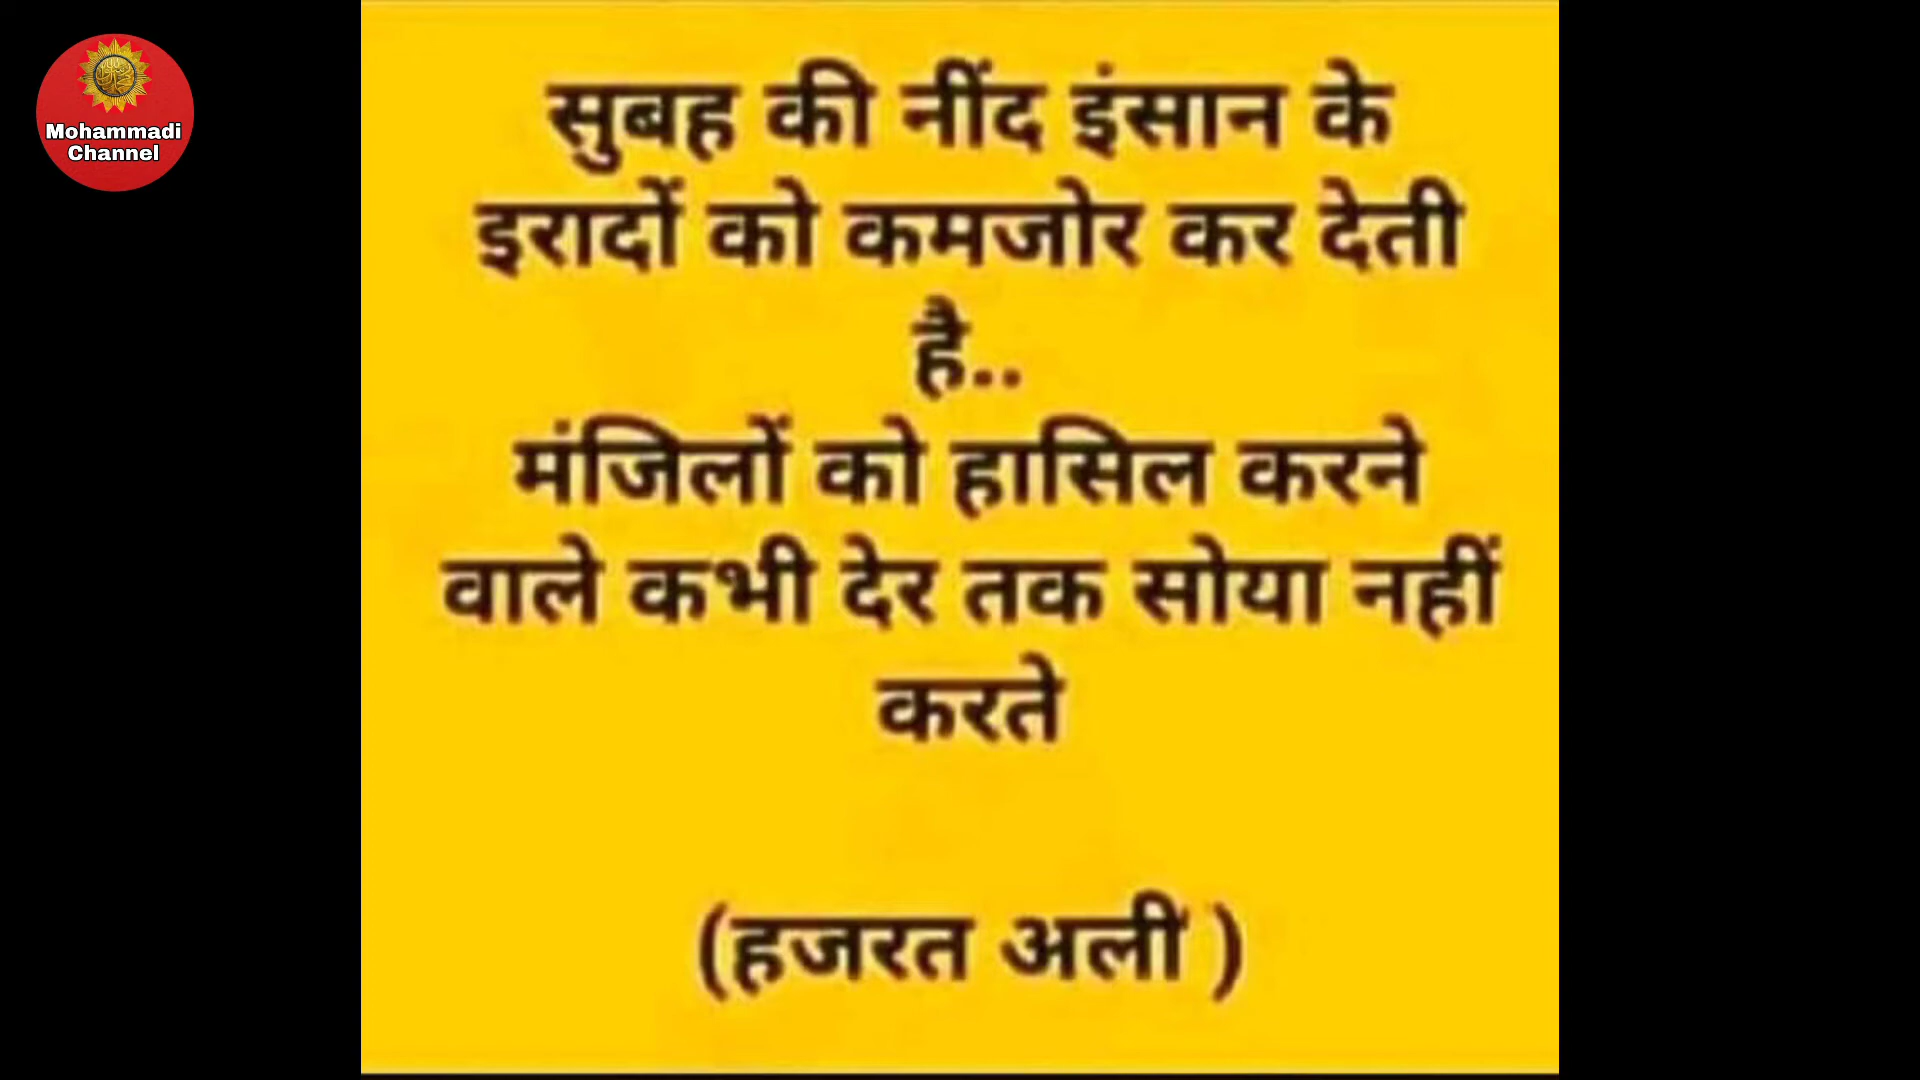 Mohammadi
Channel
सुबह की नींद इंसान के
इरादों को कमजोर कर देती
है..
मंजिलों को हासिल करने
वाले कभी देर तक सोया नहीं
करते
(हजरत अली )